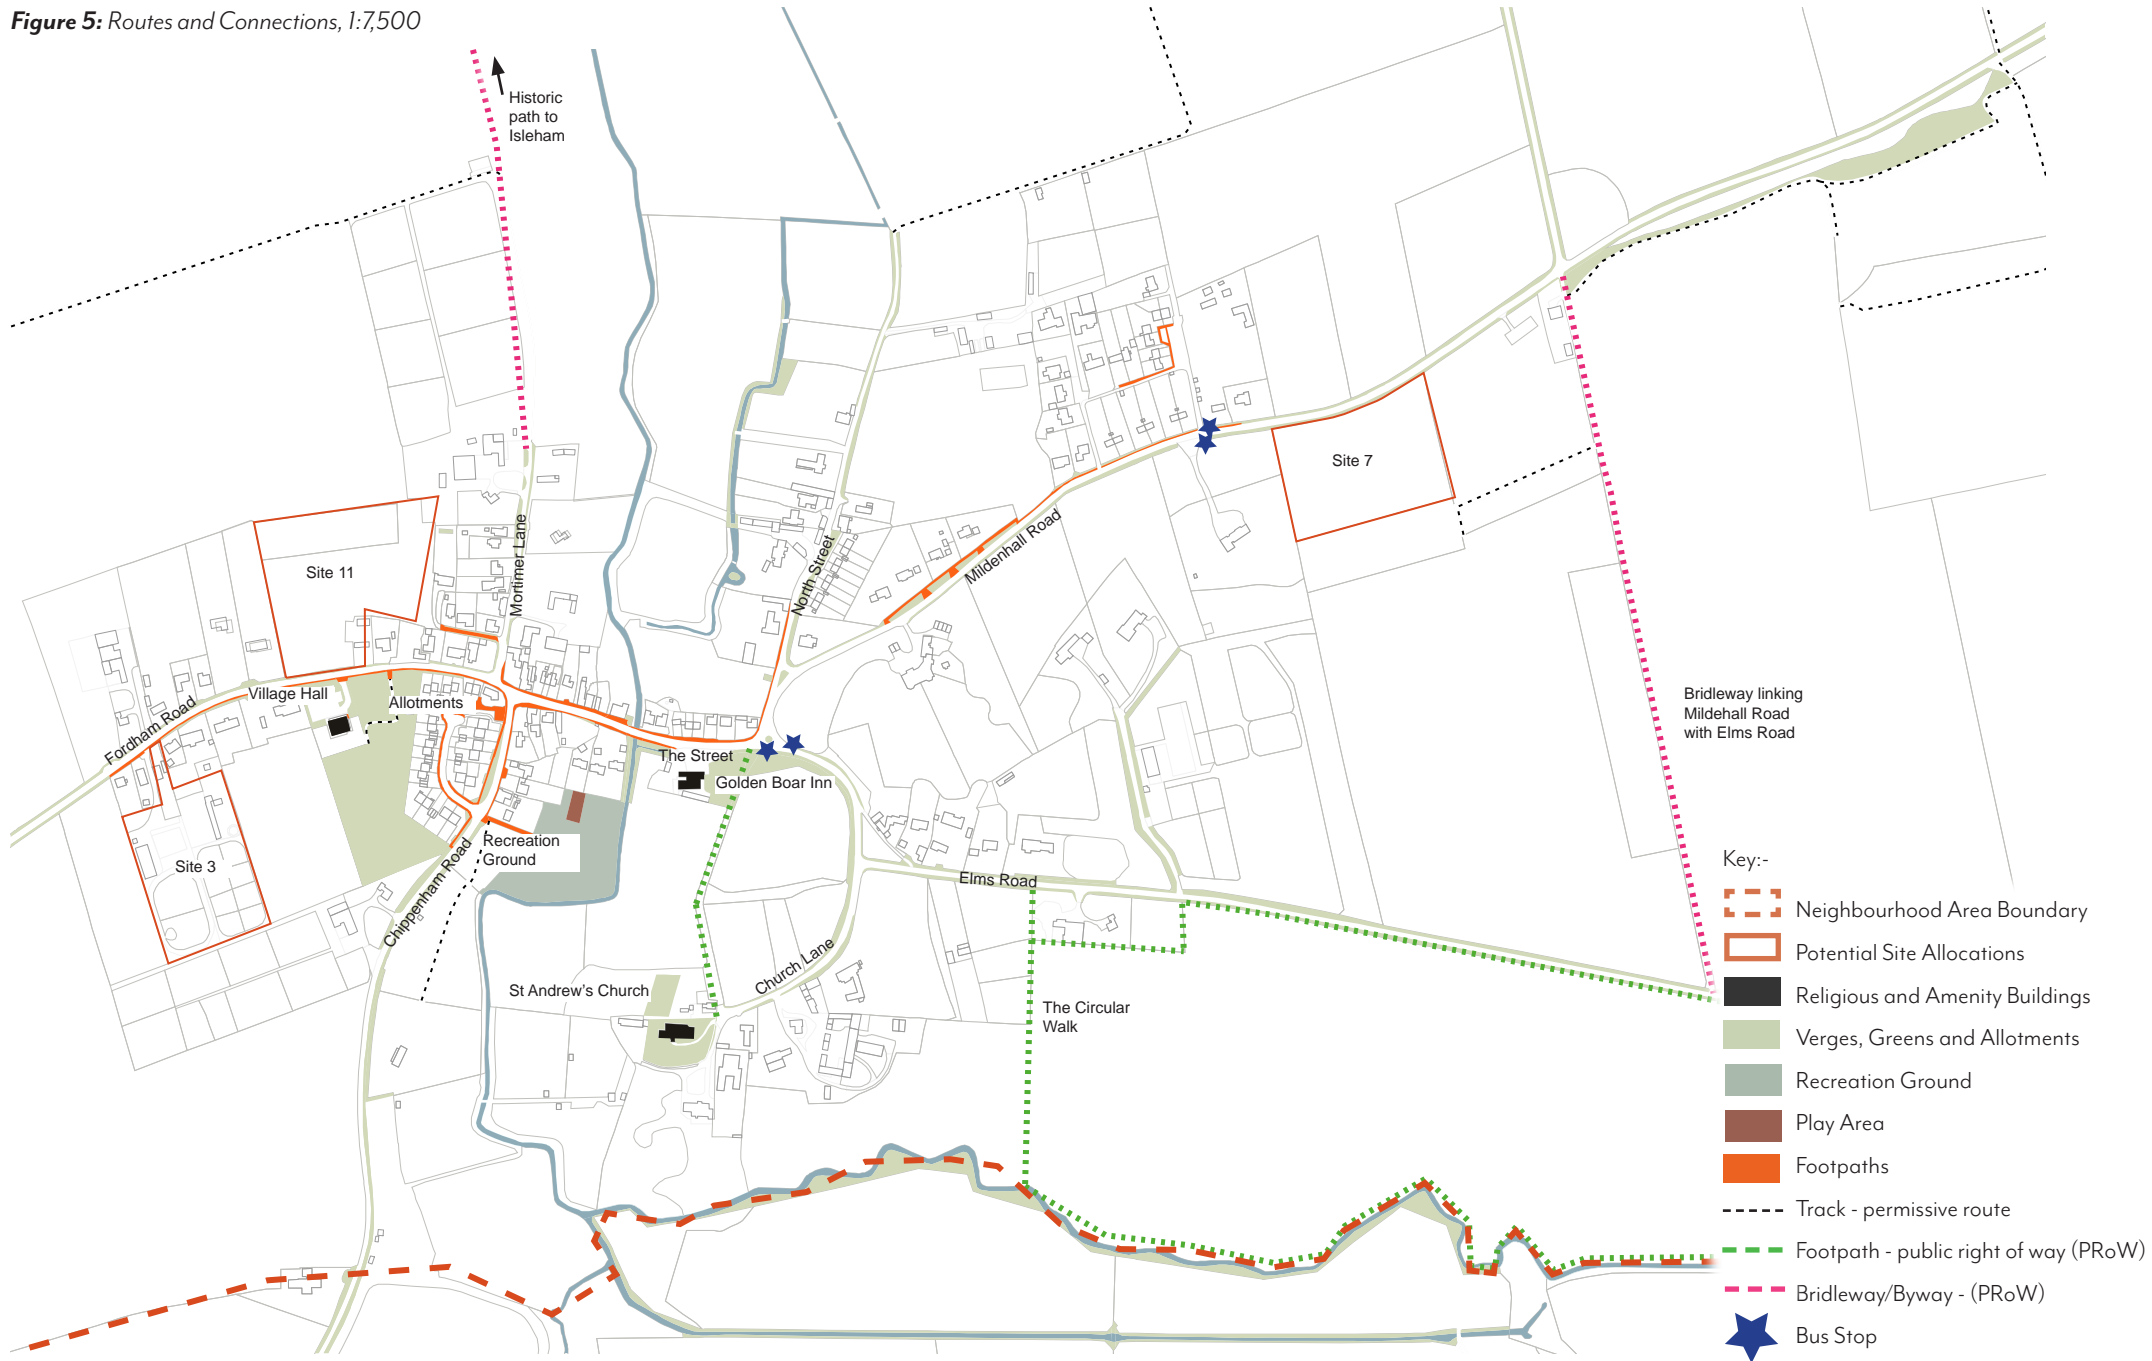 Figure 5: Routes and Connections, 1:7,500
Historic
path to
Isleham
Site 7
Site 11
Mortimer Lane
North Street
Mildenhall Road
Village Hall
Allotments
Fordham Road
The Street
Golden Boar Inn
Bridleway linking
Mildehall Road
with Elms Road
Recreation
Ground
Site 3
Chippenham Road
Elms Road
Church Lane
St Andrew's Church
The Circular
Walk
Key:-
Neighbourhood Area Boundary
Potential Site Allocations
Religious and Amenity Buildings
Verges, Greens and Allotments
Recreation Ground
Play Area
Footpaths
Track - permissive route
Footpath - public right of way (PRoW)
Bridleway/Byway - (PRoW)
Bus Stop